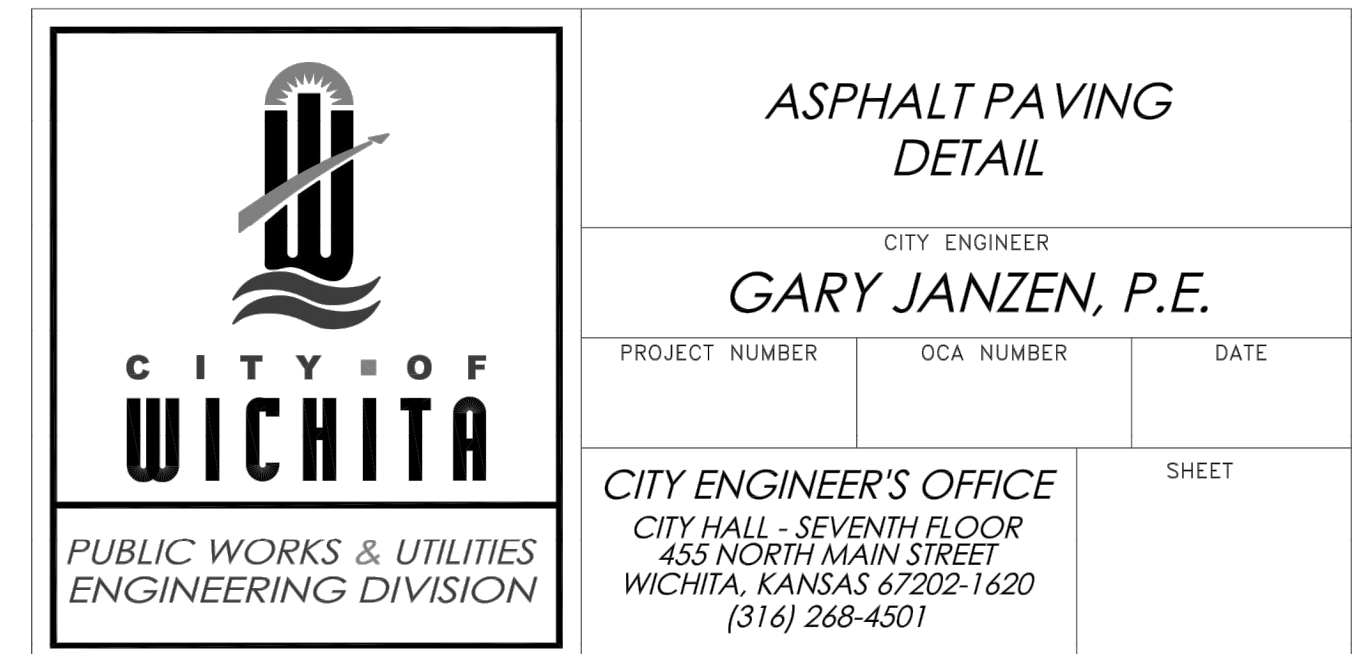 CITY OF
WICHITA
PUBLIC WORKS & UTILITIES
ENGINEERING DIVISION
ASPHALT PAVING
DETAIL
CITY ENGINEER
GARY JANZEN, P.E.
PROJECT NUMBER
OCA NUMBER
DATE
CITY ENGINEER'S OFFICE
CITY HALL - SEVENTH FLOOR
455 NORTH MAIN STREET
WICHITA, KANSAS 67202-1620
(316) 268-4501
SHEET